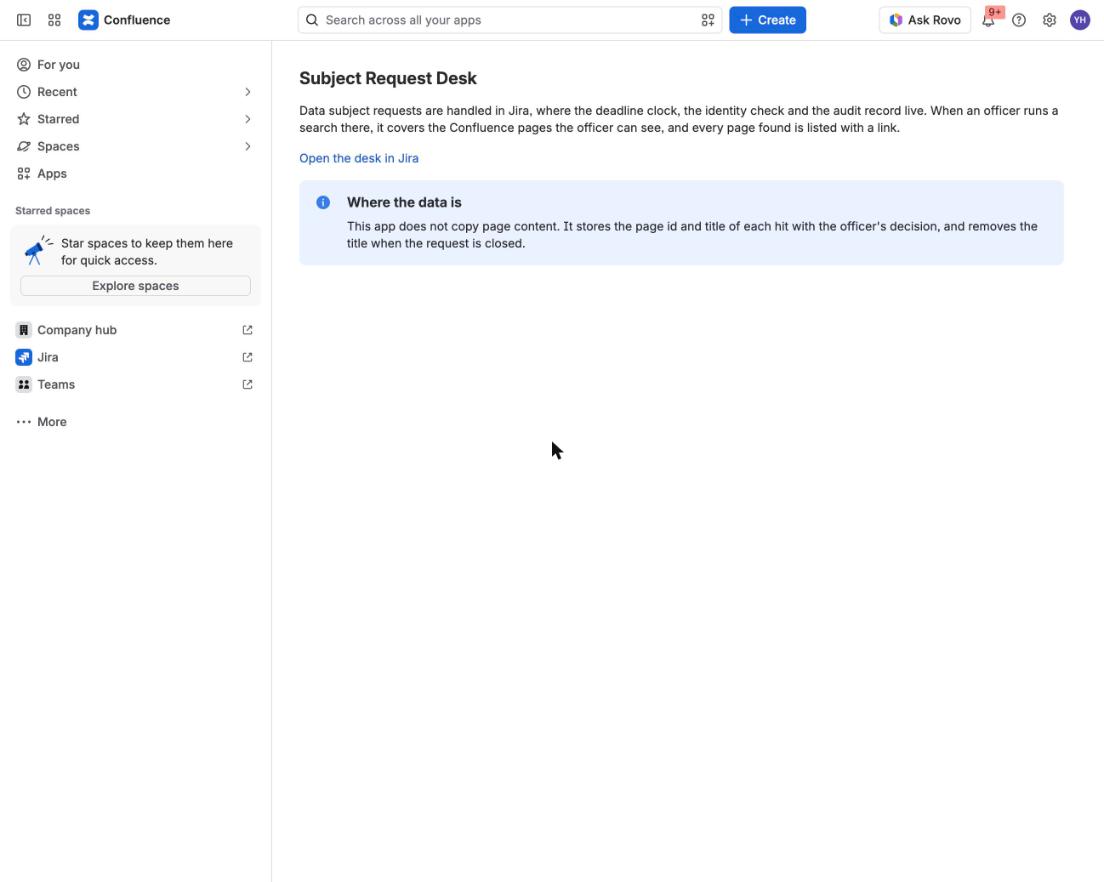 Confluence
Search across all your apps
Create
Ask Rovo
9+
YH
For you
Recent
Starred
Spaces
Apps
Starred spaces
Star spaces to keep them here
for quick access.
Explore spaces
Company hub
Jira
Teams
More
Subject Request Desk
Data subject requests are handled in Jira, where the deadline clock, the identity check and the audit record live. When an officer runs a
search there, it covers the Confluence pages the officer can see, and every page found is listed with a link.
Open the desk in Jira
Where the data is
This app does not copy page content. It stores the page id and title of each hit with the officer's decision, and removes the
title when the request is closed.